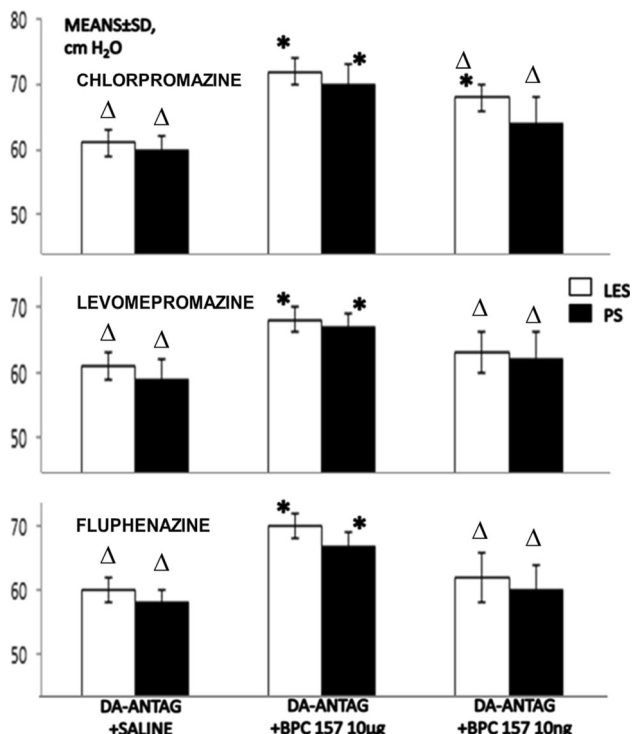 80
MEANS±SD,
cm H₂O
CHLORPROMAZINE
Δ Δ
* *
Δ
* Δ
70
60
50
LEVOMEPROMAZINE
Δ Δ
* *
Δ Δ
70
60
50
LES
PS
FLUPHENAZINE
Δ Δ
* *
Δ Δ
70
60
50
DA-ANTAG
+SALINE
DA-ANTAG
+BPC 157 10µg
DA-ANTAG
+BPC 157 10ng